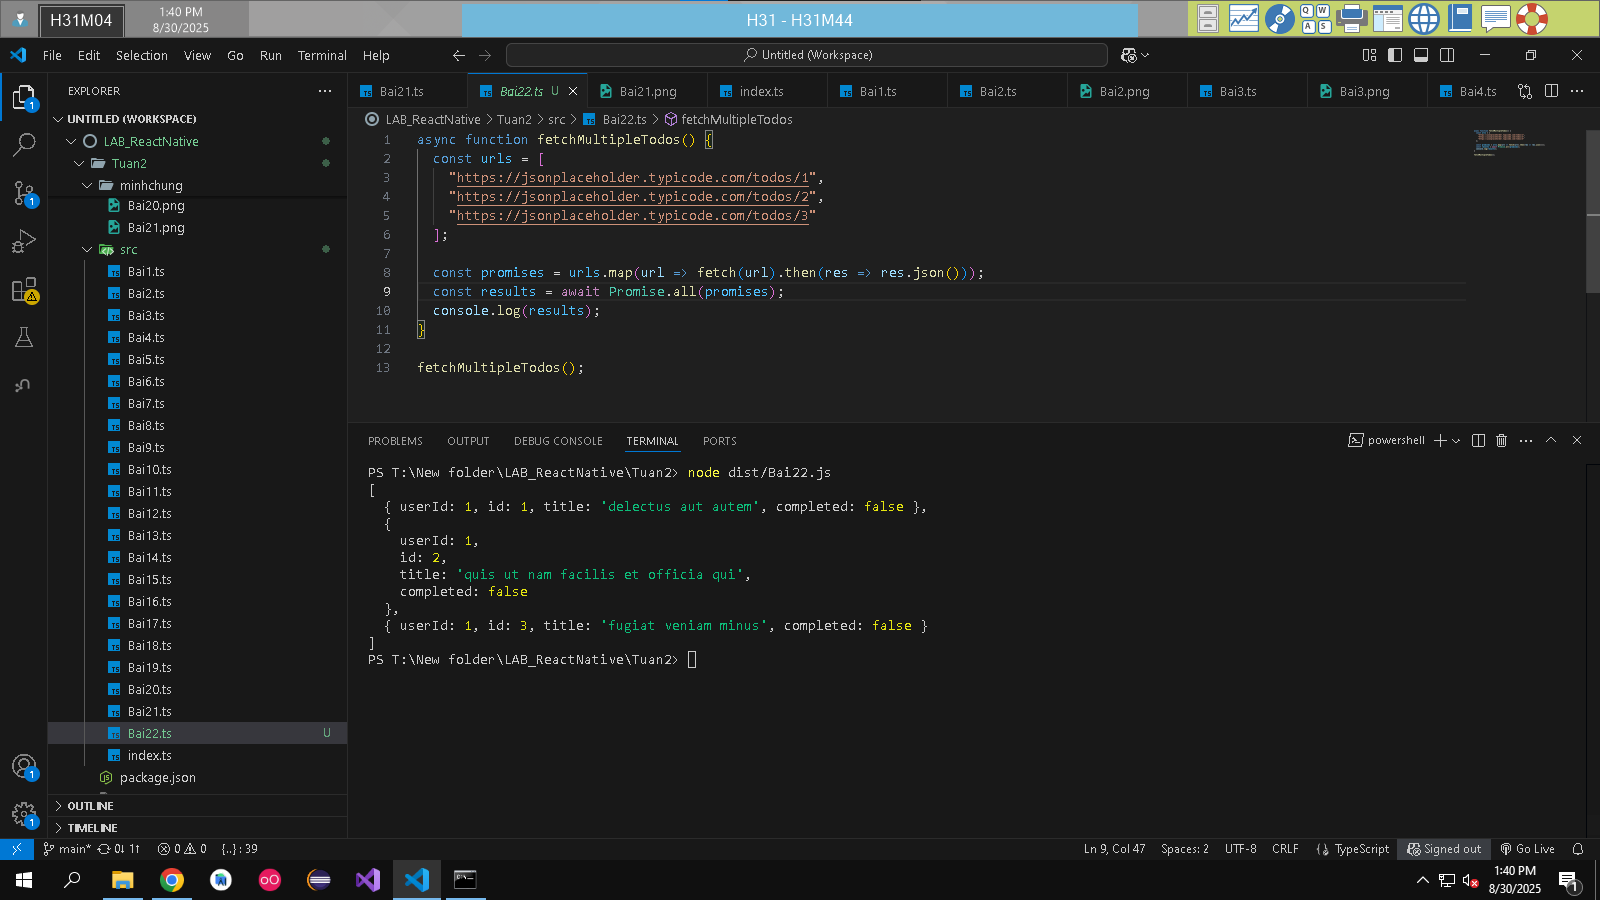 H31M04
1:40 PM
8/30/2025
H31 - H31M44
Q W
A S
File Edit Selection View Go Run Terminal Help
Untitled (Workspace)
EXPLORER
Bai21.ts
Bai22.ts U
Bai21.png
index.ts
Bai1.ts
Bai2.ts
Bai2.png
Bai3.ts
Bai3.png
Bai4.ts
UNTITLED (WORKSPACE)
LAB_ReactNative
Tuan2
minhchung
Bai20.png
Bai21.png
src
Bai1.ts
Bai2.ts
Bai3.ts
Bai4.ts
Bai5.ts
Bai6.ts
Bai7.ts
Bai8.ts
Bai9.ts
Bai10.ts
Bai11.ts
Bai12.ts
Bai13.ts
Bai14.ts
Bai15.ts
Bai16.ts
Bai17.ts
Bai18.ts
Bai19.ts
Bai20.ts
Bai21.ts
Bai22.ts U
index.ts
package.json
OUTLINE
TIMELINE
LAB_ReactNative > Tuan2 > src > Bai22.ts > fetchMultipleTodos
1 async function fetchMultipleTodos() {
2 const urls = [
3 "https://jsonplaceholder.typicode.com/todos/1",
4 "https://jsonplaceholder.typicode.com/todos/2",
5 "https://jsonplaceholder.typicode.com/todos/3"
6 ];
7
8 const promises = urls.map(url => fetch(url).then(res => res.json()));
9 const results = await Promise.all(promises);
10 console.log(results);
11 }
12
13 fetchMultipleTodos();
PROBLEMS OUTPUT DEBUG CONSOLE TERMINAL PORTS
powershell
PS T:\New folder\LAB_ReactNative\Tuan2> node dist/Bai22.js
[
{ userId: 1, id: 1, title: 'delectus aut autem', completed: false },
{
userId: 1,
id: 2,
title: 'quis ut nam facilis et officia qui',
completed: false
},
{ userId: 1, id: 3, title: 'fugiat veniam minus', completed: false }
]
PS T:\New folder\LAB_ReactNative\Tuan2>
main* 0↓ 1↑ 0 0 {..} : 39
Ln 9, Col 47 Spaces: 2 UTF-8 CRLF TypeScript Signed out Go Live
1:40 PM
8/30/2025
1